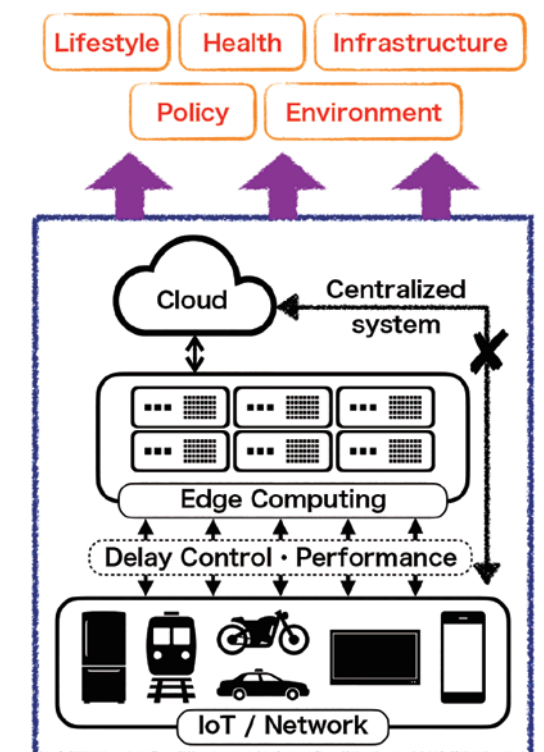 Lifestyle
Health
Infrastructure
Policy
Environment
Cloud
Centralized
system
Edge Computing
Delay Control・Performance
IoT / Network